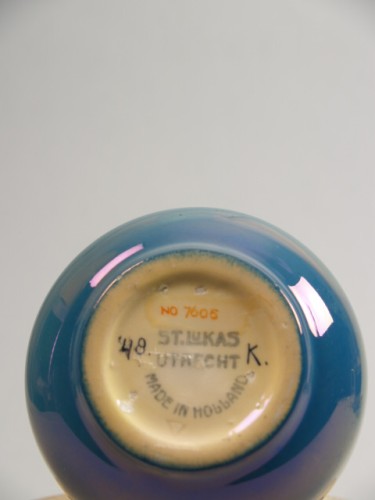 NO 7005
ST. LUKAS
'48. UTRECHT K.
MADE IN HOLLAND